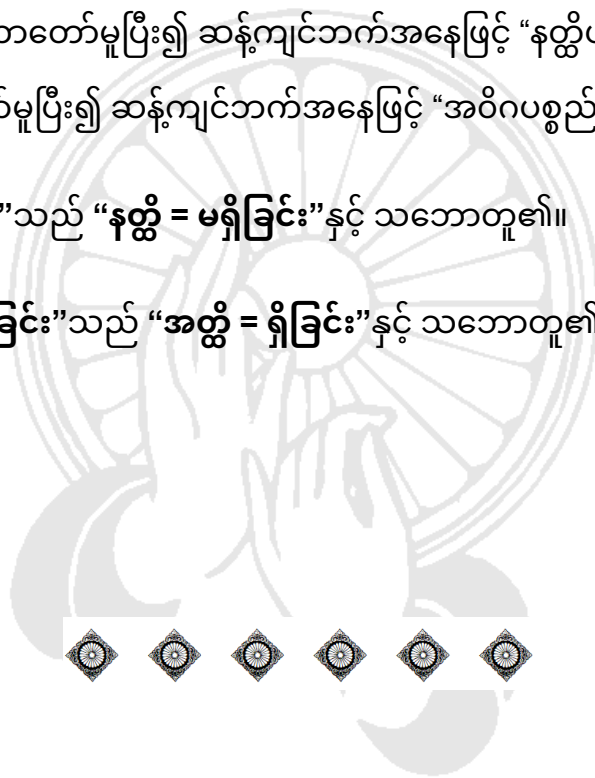 ာတော်မူပြီး၍ ဆန့်ကျင်ဘက်အနေဖြင့် “နတ္ထိပ
်မူပြီး၍ ဆန့်ကျင်ဘက်အနေဖြင့် “အဝိဂပစ္စည်
”သည် “နတ္ထိ = မရှိခြင်း”နှင့် သဘောတူ၏။
ခြင်း”သည် “အတ္ထိ = ရှိခြင်း”နှင့် သဘောတူ၏